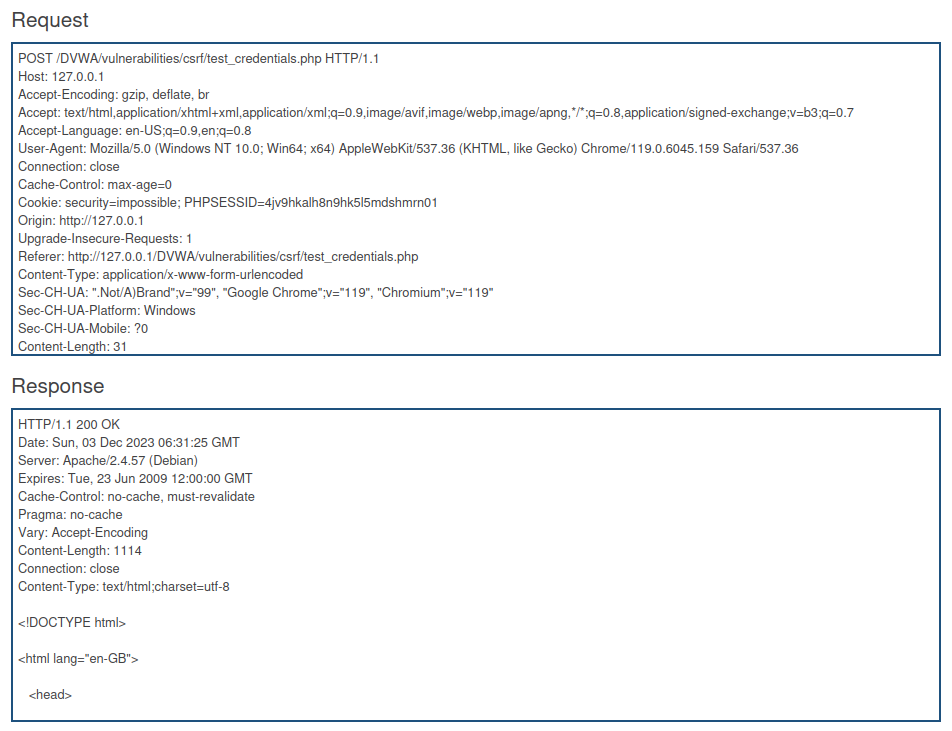 Request
POST /DVWA/vulnerabilities/csrf/test_credentials.php HTTP/1.1
Host: 127.0.0.1
Accept-Encoding: gzip, deflate, br
Accept: text/html,application/xhtml+xml,application/xml;q=0.9,image/avif,image/webp,image/apng,*/*;q=0.8,application/signed-exchange;v=b3;q=0.7
Accept-Language: en-US;q=0.9,en;q=0.8
User-Agent: Mozilla/5.0 (Windows NT 10.0; Win64; x64) AppleWebKit/537.36 (KHTML, like Gecko) Chrome/119.0.6045.159 Safari/537.36
Connection: close
Cache-Control: max-age=0
Cookie: security=impossible; PHPSESSID=4jv9hkalh8n9hk5l5mdshmrn01
Origin: http://127.0.0.1
Upgrade-Insecure-Requests: 1
Referer: http://127.0.0.1/DVWA/vulnerabilities/csrf/test_credentials.php
Content-Type: application/x-www-form-urlencoded
Sec-CH-UA: ".Not/A)Brand";v="99", "Google Chrome";v="119", "Chromium";v="119"
Sec-CH-UA-Platform: Windows
Sec-CH-UA-Mobile: ?0
Content-Length: 31
Response
HTTP/1.1 200 OK
Date: Sun, 03 Dec 2023 06:31:25 GMT
Server: Apache/2.4.57 (Debian)
Expires: Tue, 23 Jun 2009 12:00:00 GMT
Cache-Control: no-cache, must-revalidate
Pragma: no-cache
Vary: Accept-Encoding
Content-Length: 1114
Connection: close
Content-Type: text/html;charset=utf-8
<!DOCTYPE html>
<html lang="en-GB">
<head>